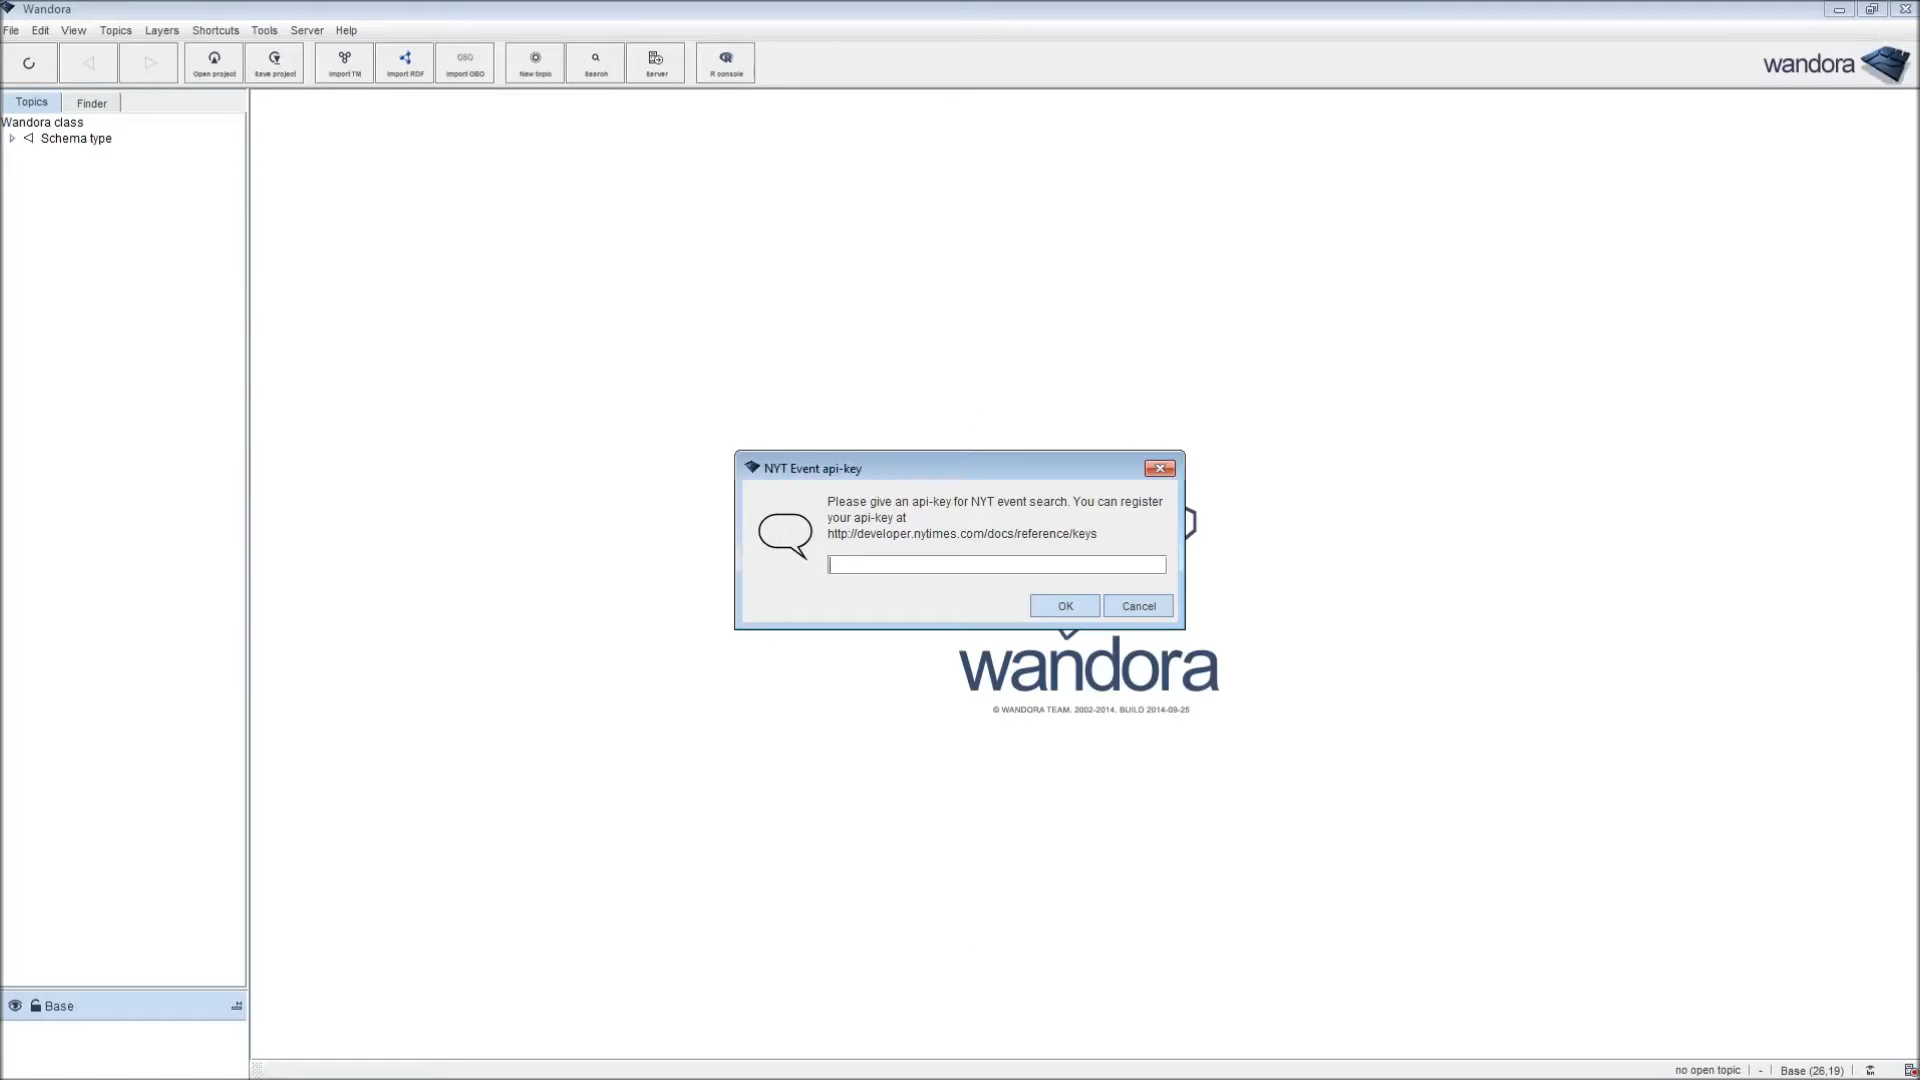 Wandora
File Edit View Topics Layers Shortcuts Tools Server Help
Open project Save project Import TM Import RDF OBO Import OBO New topic Search Server R R console
wandora
Topics Finder
Wandora class
Schema type
NYT Event api-key
Please give an api-key for NYT event search. You can register
your api-key at
http://developer.nytimes.com/docs/reference/keys
OK Cancel
wandora
© WANDORA TEAM. 2002-2014. BUILD 2014-09-25
Base
no open topic - Base (26,19)